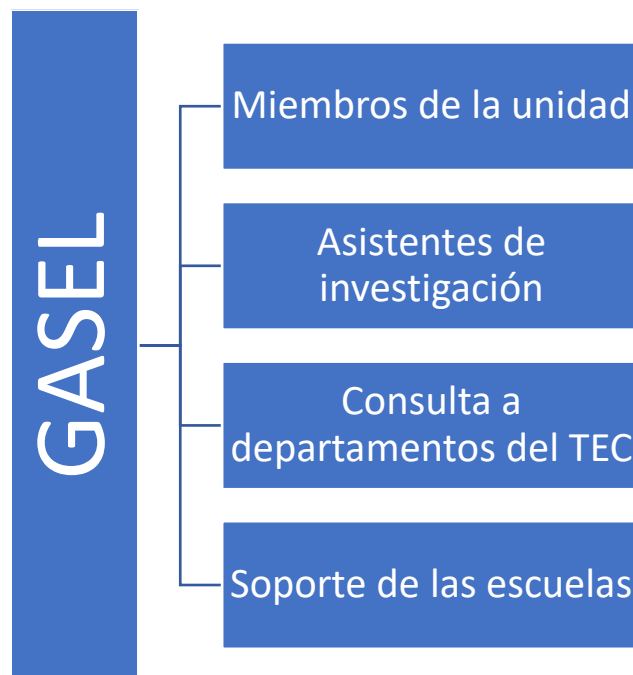 GASEL
Miembros de la unidad
Asistentes de
investigación
Consulta a
departamentos del TEC
Soporte de las escuelas